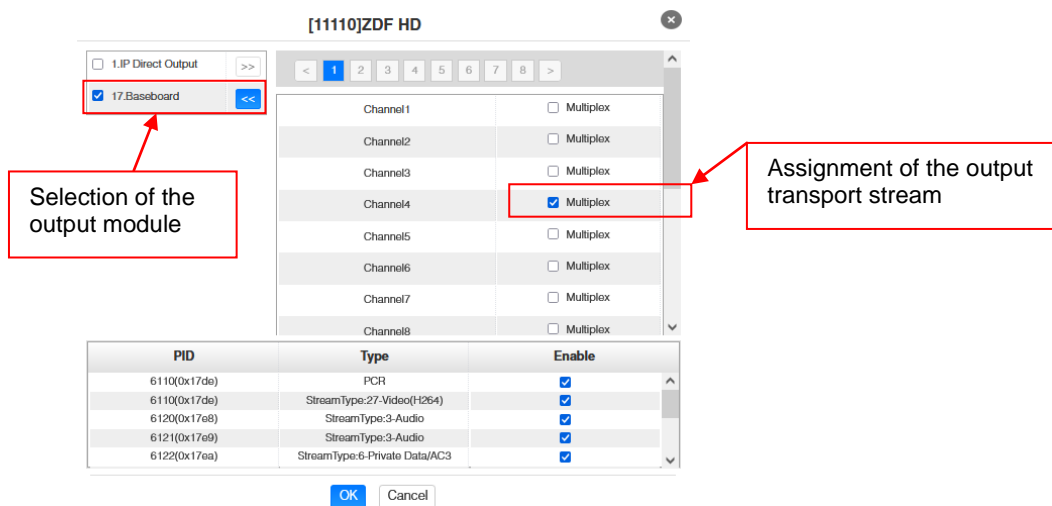 [11110]ZDF HD
1.IP Direct Output >>
17.Baseboard <<
< 1 2 3 4 5 6 7 8 >
Channel1 Multiplex
Channel2 Multiplex
Channel3 Multiplex
Channel4 Multiplex
Channel5 Multiplex
Channel6 Multiplex
Channel7 Multiplex
Channel8 Multiplex
Selection of the
output module
Assignment of the output
transport stream
PID Type Enable
6110(0x17de) PCR
6110(0x17de) StreamType:27-Video(H264)
6120(0x17e8) StreamType:3-Audio
6121(0x17e9) StreamType:3-Audio
6122(0x17ea) StreamType:6-Private Data/AC3
OK Cancel